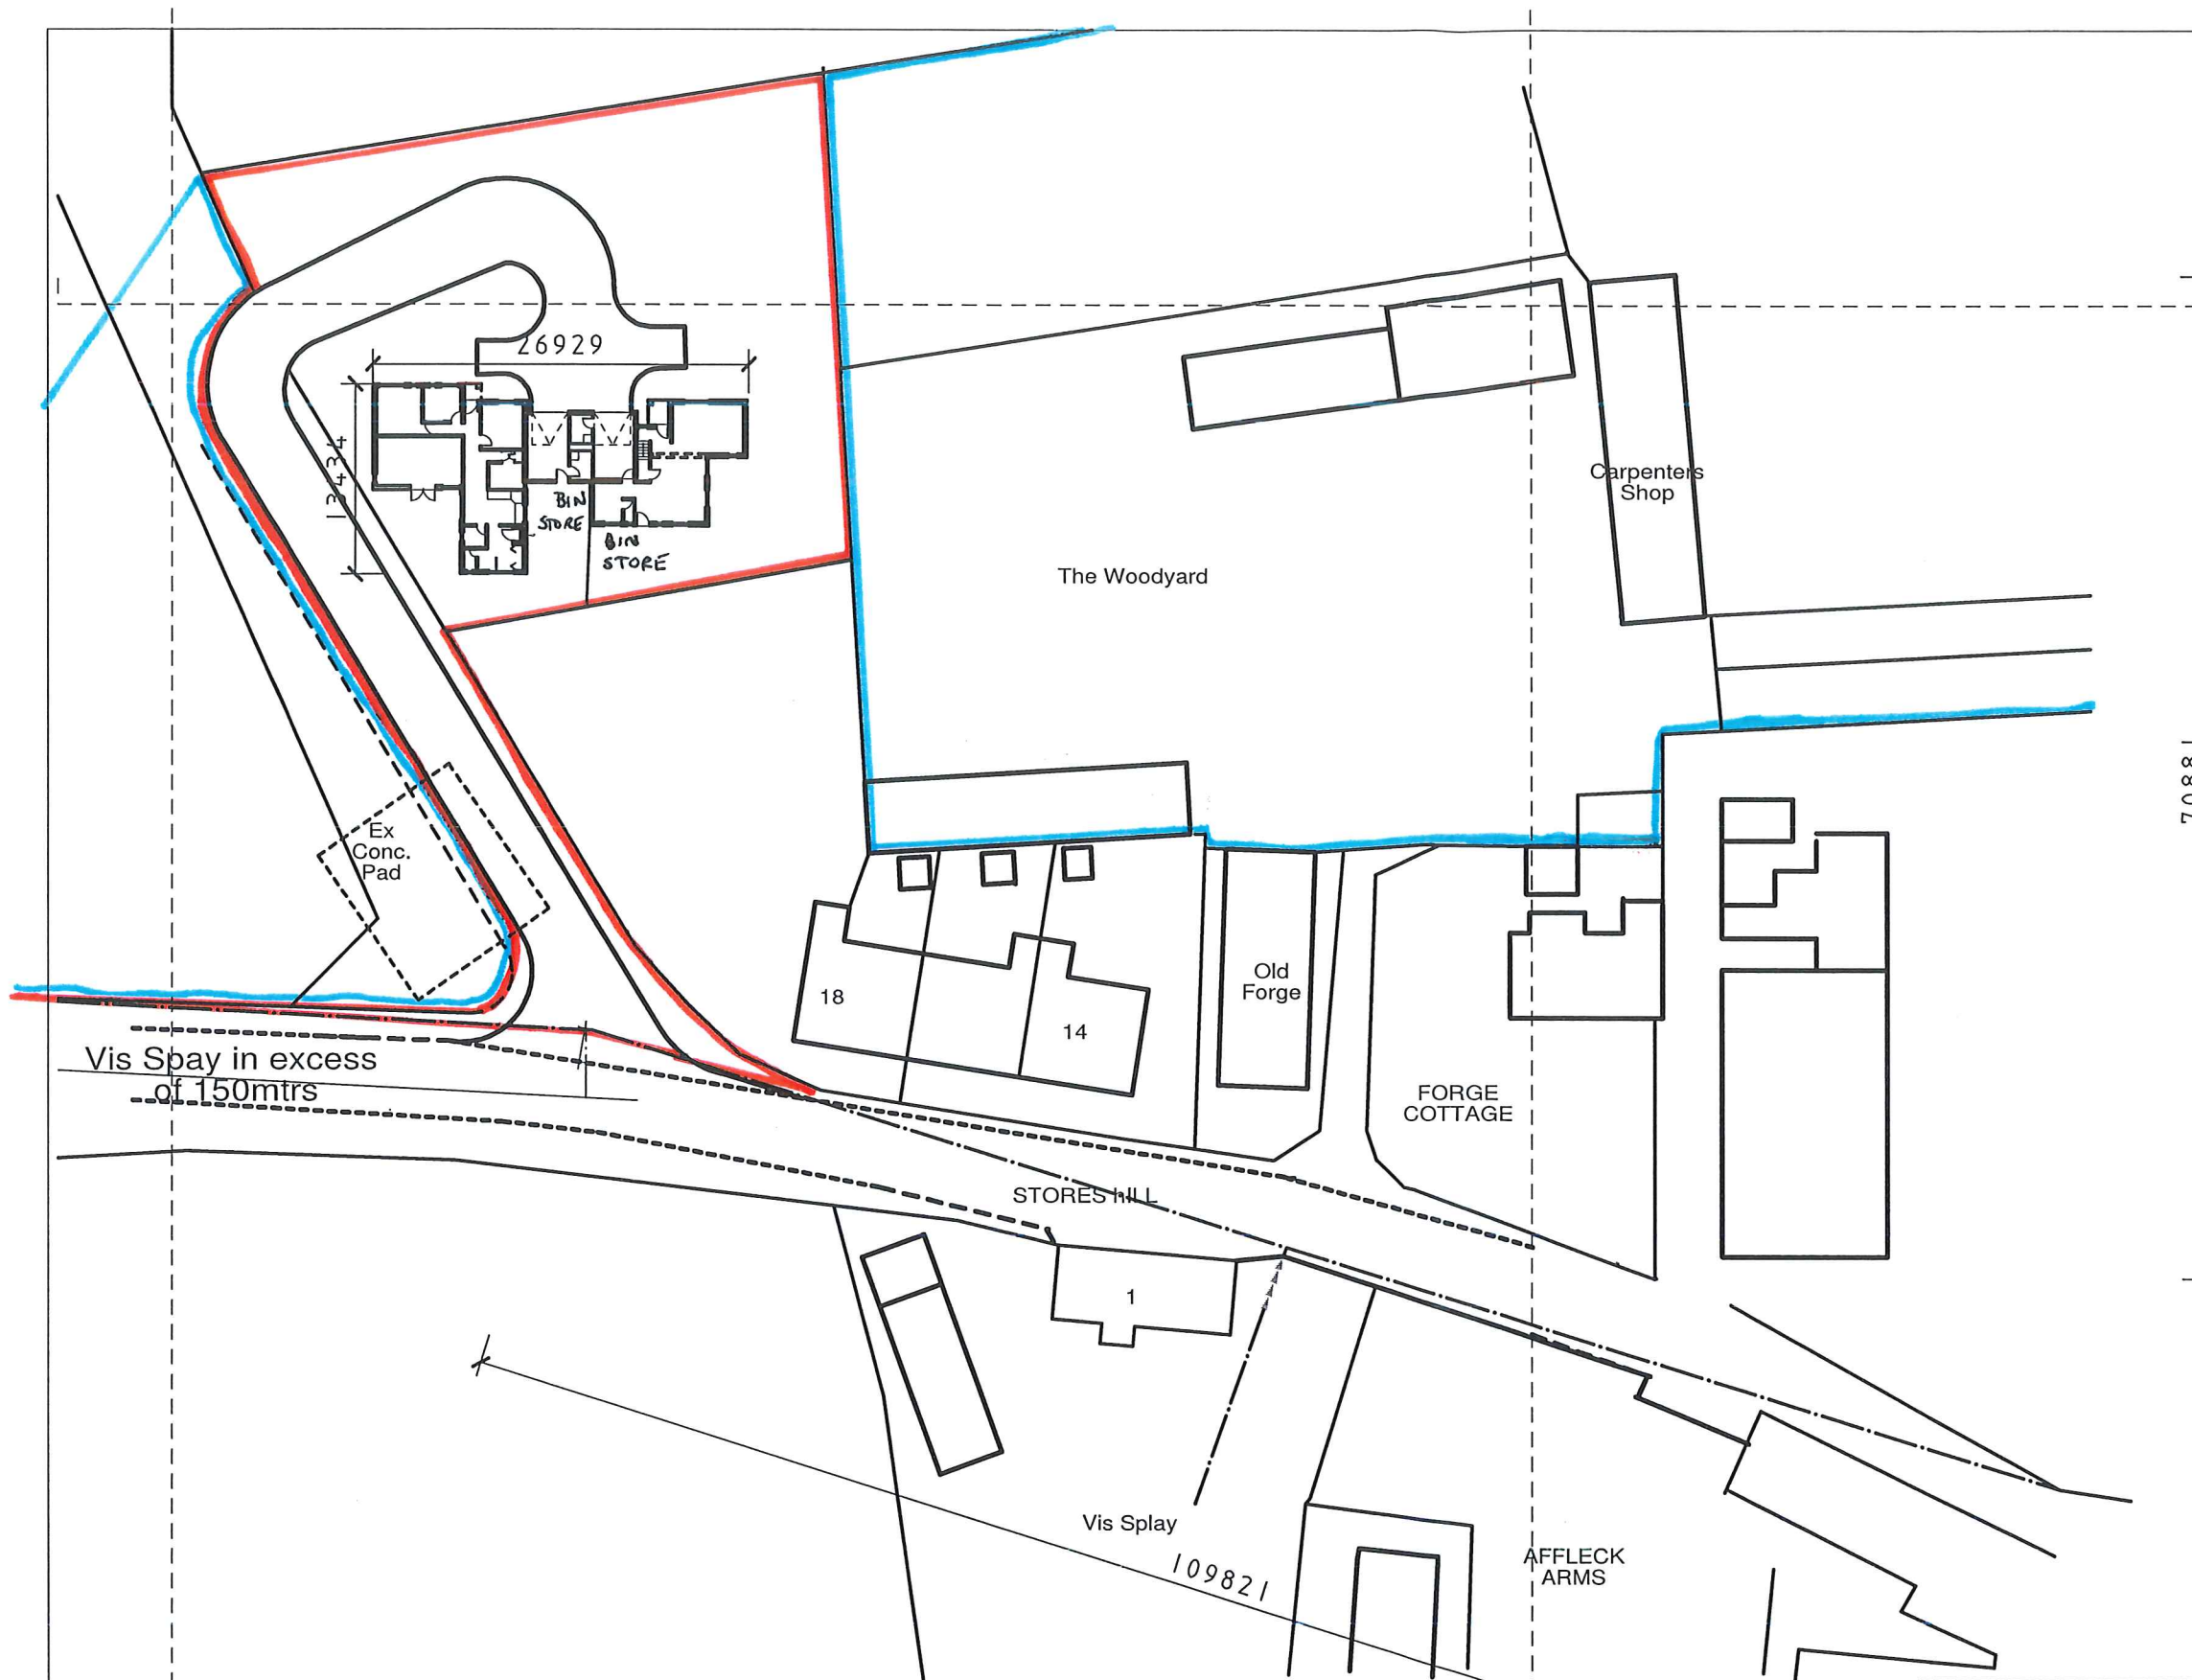 26929
13434
BIN
STORE
BIN
STORE
Carpenters
Shop
The Woodyard
70881
Ex
Conc.
Pad
18
14
Old
Forge
Vis Spay in excess
of 150mtrs
FORGE
COTTAGE
STORES hILL
1
Vis Splay
109821
AFFLECK
ARMS